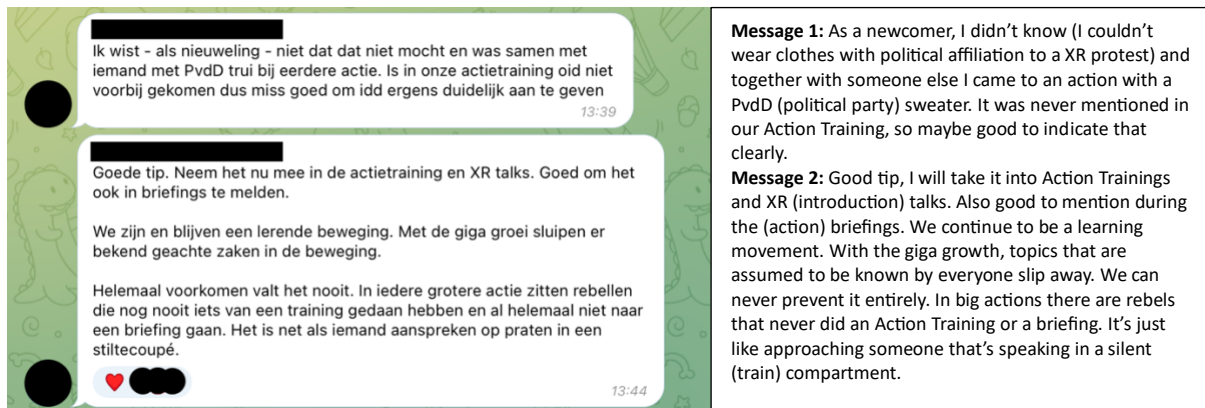 Ik wist - als nieuweling - niet dat dat niet mocht en was samen met
iemand met PvdD trui bij eerdere actie. Is in onze actietraining oid niet
voorbij gekomen dus miss goed om idd ergens duidelijk aan te geven
13:39
Goede tip. Neem het nu mee in de actietraining en XR talks. Goed om het
ook in briefings te melden.
We zijn en blijven een lerende beweging. Met de giga groei sluipen er
bekend geachte zaken in de beweging.
Helemaal voorkomen valt het nooit. In iedere grotere actie zitten rebellen
die nog nooit iets van een training gedaan hebben en al helemaal niet naar
een briefing gaan. Het is net als iemand aanspreken op praten in een
stiltecoupé.
13:44
Message 1: As a newcomer, I didn’t know (I couldn’t
wear clothes with political affiliation to a XR protest) and
together with someone else I came to an action with a
PvdD (political party) sweater. It was never mentioned in
our Action Training, so maybe good to indicate that
clearly.
Message 2: Good tip, I will take it into Action Trainings
and XR (introduction) talks. Also good to mention during
the (action) briefings. We continue to be a learning
movement. With the giga growth, topics that are
assumed to be known by everyone slip away. We can
never prevent it entirely. In big actions there are rebels
that never did an Action Training or a briefing. It’s just
like approaching someone that’s speaking in a silent
(train) compartment.